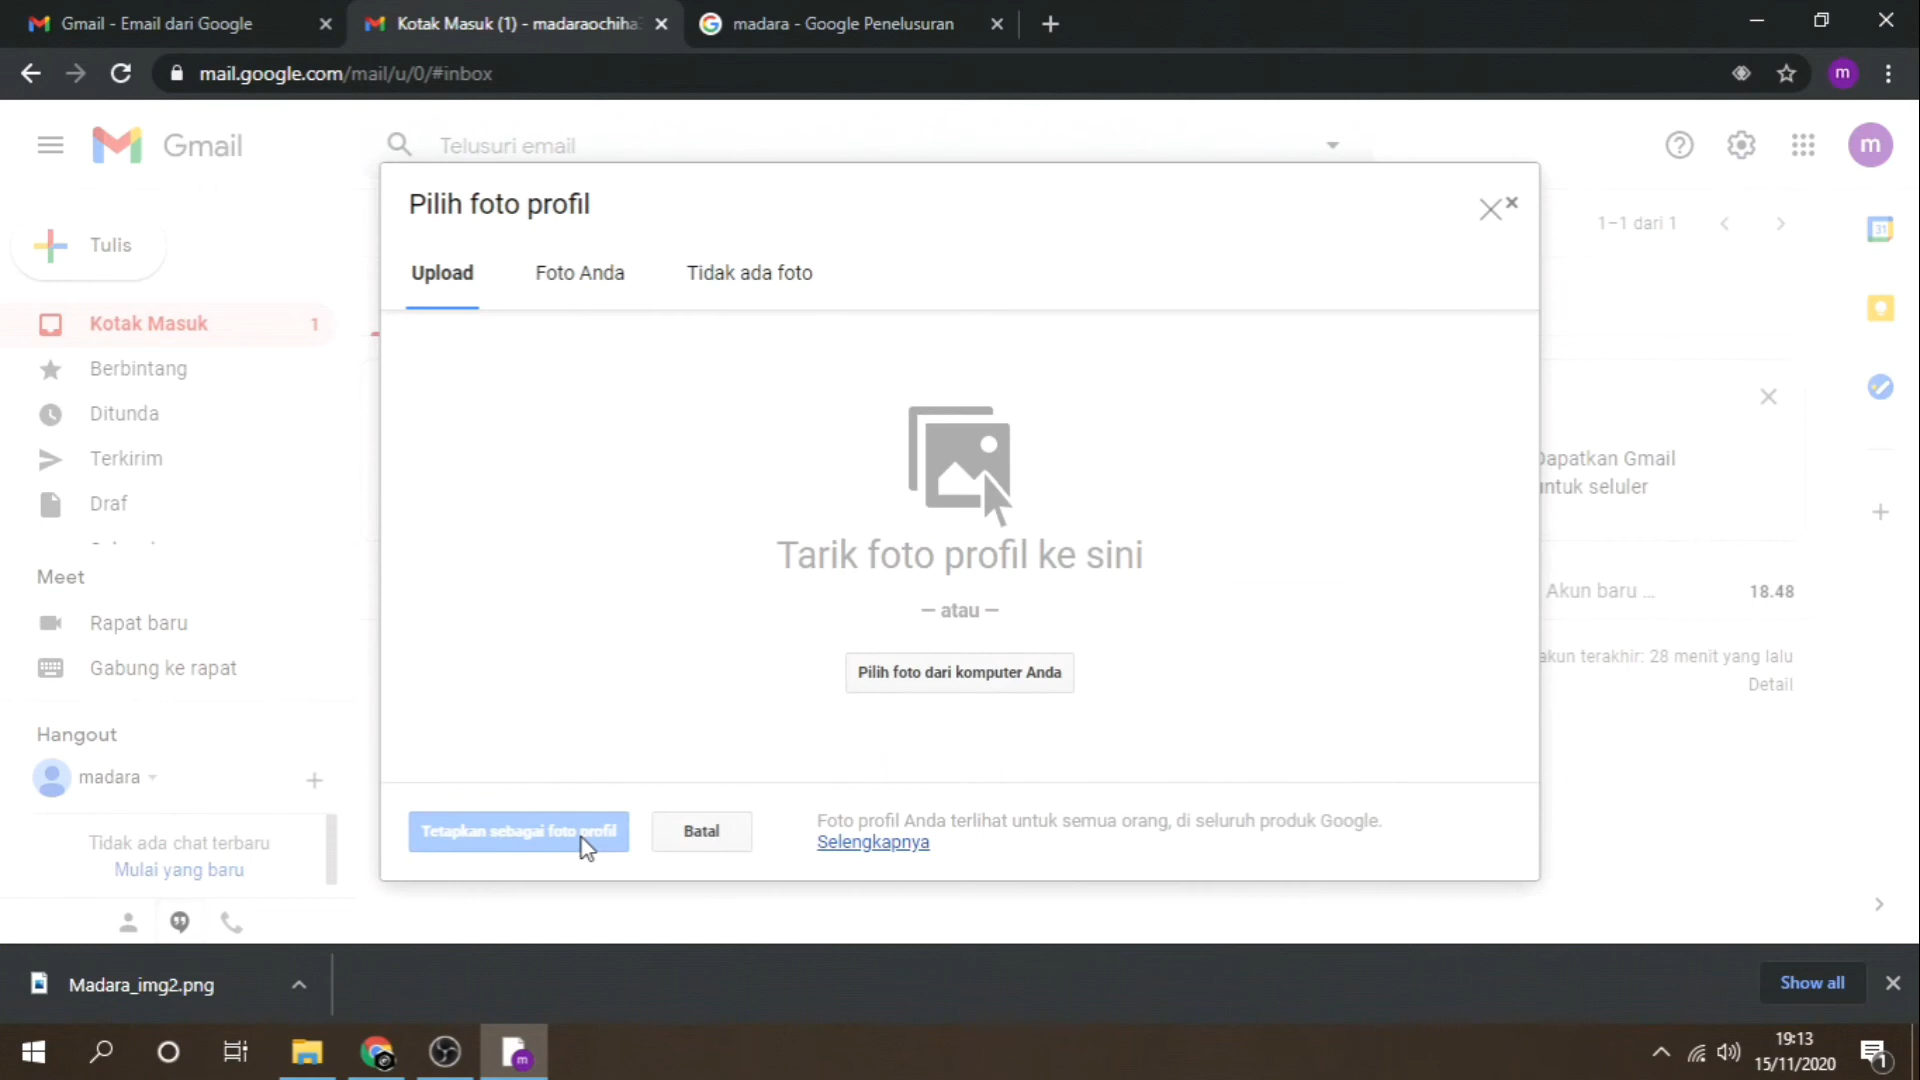 Gmail - Email dari Google
Kotak Masuk (1) - madaraochiha
madara - Google Penelusuran
mail.google.com/mail/u/0/#inbox
m
Gmail
Telusuri email
m
Pilih foto profil
1–1 dari 1
31
Tulis
Upload
Foto Anda
Tidak ada foto
Kotak Masuk
1
Berbintang
Ditunda
Terkirim
Draf
Dapatkan Gmail
untuk seluler
Tarik foto profil ke sini
— atau —
Pilih foto dari komputer Anda
Meet
Rapat baru
Gabung ke rapat
Akun baru ...
18.48
akun terakhir: 28 menit yang lalu
Detail
Hangout
madara
Tidak ada chat terbaru
Mulai yang baru
Tetapkan sebagai foto profil
Batal
Foto profil Anda terlihat untuk semua orang, di seluruh produk Google.
Selengkapnya
Madara_img2.png
Show all
m
19:13
15/11/2020
1